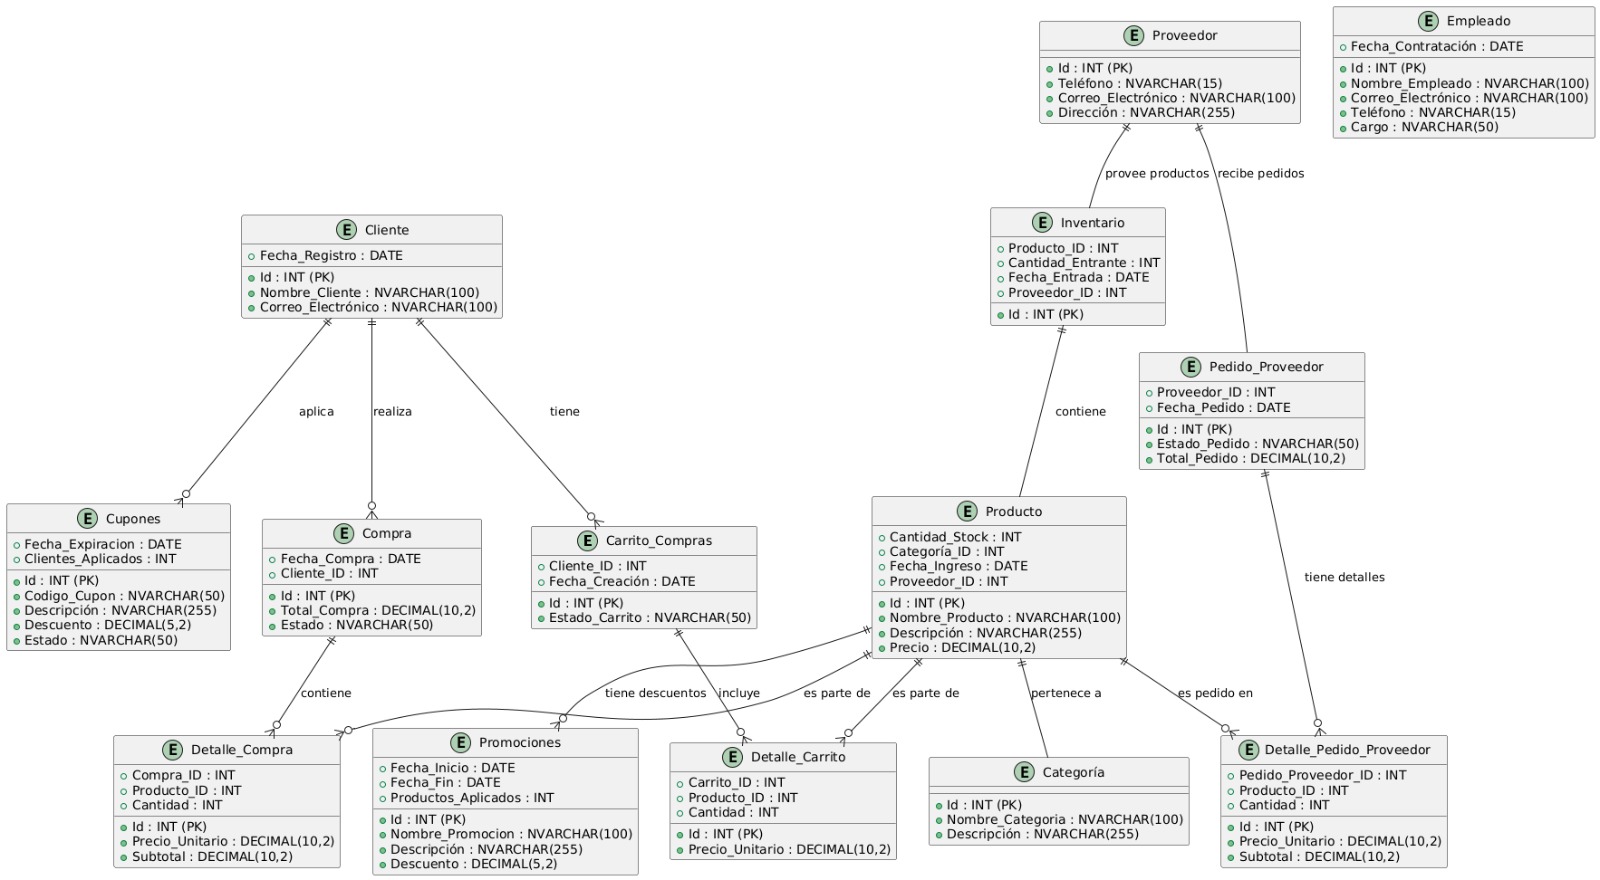 E Proveedor
Id : INT (PK)
Teléfono : NVARCHAR(15)
Correo_Electrónico : NVARCHAR(100)
Dirección : NVARCHAR(255)
E Empleado
Fecha_Contratación : DATE
Id : INT (PK)
Nombre_Empleado : NVARCHAR(100)
Correo_Electrónico : NVARCHAR(100)
Teléfono : NVARCHAR(15)
Cargo : NVARCHAR(50)
provee productos
recibe pedidos
E Cliente
Fecha_Registro : DATE
Id : INT (PK)
Nombre_Cliente : NVARCHAR(100)
Correo_Electrónico : NVARCHAR(100)
E Inventario
Producto_ID : INT
Cantidad_Entrante : INT
Fecha_Entrada : DATE
Proveedor_ID : INT
Id : INT (PK)
E Pedido_Proveedor
Proveedor_ID : INT
Fecha_Pedido : DATE
Id : INT (PK)
Estado_Pedido : NVARCHAR(50)
Total_Pedido : DECIMAL(10,2)
aplica
realiza
tiene
contiene
E Cupones
Fecha_Expiracion : DATE
Clientes_Aplicados : INT
Id : INT (PK)
Codigo_Cupon : NVARCHAR(50)
Descripción : NVARCHAR(255)
Descuento : DECIMAL(5,2)
Estado : NVARCHAR(50)
E Compra
Fecha_Compra : DATE
Cliente_ID : INT
Id : INT (PK)
Total_Compra : DECIMAL(10,2)
Estado : NVARCHAR(50)
E Carrito_Compras
Cliente_ID : INT
Fecha_Creación : DATE
Id : INT (PK)
Estado_Carrito : NVARCHAR(50)
E Producto
Cantidad_Stock : INT
Categoría_ID : INT
Fecha_Ingreso : DATE
Proveedor_ID : INT
Id : INT (PK)
Nombre_Producto : NVARCHAR(100)
Descripción : NVARCHAR(255)
Precio : DECIMAL(10,2)
tiene detalles
contiene
tiene descuentos
incluye
es parte de
es parte de
pertenece a
es pedido en
E Detalle_Compra
Compra_ID : INT
Producto_ID : INT
Cantidad : INT
Id : INT (PK)
Precio_Unitario : DECIMAL(10,2)
Subtotal : DECIMAL(10,2)
E Promociones
Fecha_Inicio : DATE
Fecha_Fin : DATE
Productos_Aplicados : INT
Id : INT (PK)
Nombre_Promocion : NVARCHAR(100)
Descripción : NVARCHAR(255)
Descuento : DECIMAL(5,2)
E Detalle_Carrito
Carrito_ID : INT
Producto_ID : INT
Cantidad : INT
Id : INT (PK)
Precio_Unitario : DECIMAL(10,2)
E Categoría
Id : INT (PK)
Nombre_Categoria : NVARCHAR(100)
Descripción : NVARCHAR(255)
E Detalle_Pedido_Proveedor
Pedido_Proveedor_ID : INT
Producto_ID : INT
Cantidad : INT
Id : INT (PK)
Precio_Unitario : DECIMAL(10,2)
Subtotal : DECIMAL(10,2)